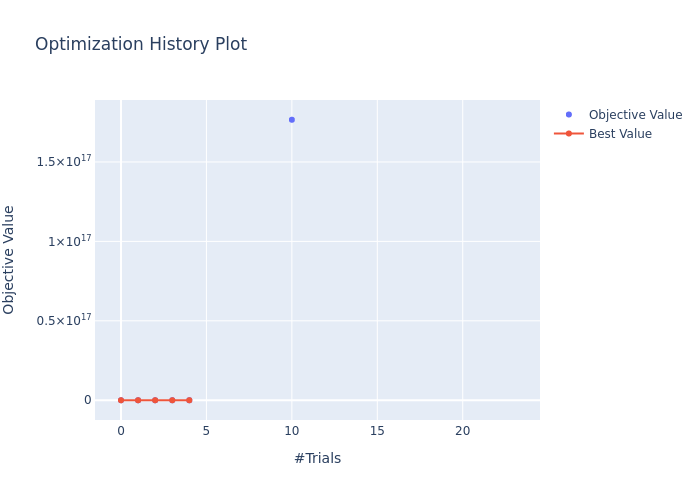 Optimization History Plot
Objective Value
Best Value
1.5×10¹⁷
1×10¹⁷
0.5×10¹⁷
0
Objective Value
0 5 10 15 20
#Trials